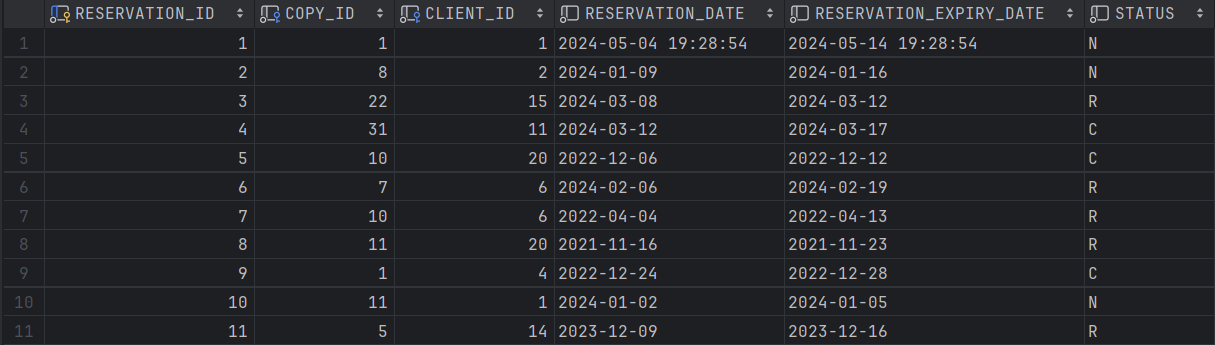 RESERVATION_ID COPY_ID CLIENT_ID RESERVATION_DATE RESERVATION_EXPIRY_DATE STATUS
1 1 1 1 2024-05-04 19:28:54 2024-05-14 19:28:54 N
2 2 8 2 2024-01-09 2024-01-16 N
3 3 22 15 2024-03-08 2024-03-12 R
4 4 31 11 2024-03-12 2024-03-17 C
5 5 10 20 2022-12-06 2022-12-12 C
6 6 7 6 2024-02-06 2024-02-19 R
7 7 10 6 2022-04-04 2022-04-13 R
8 8 11 20 2021-11-16 2021-11-23 R
9 9 1 4 2022-12-24 2022-12-28 C
10 10 11 1 2024-01-02 2024-01-05 N
11 11 5 14 2023-12-09 2023-12-16 R